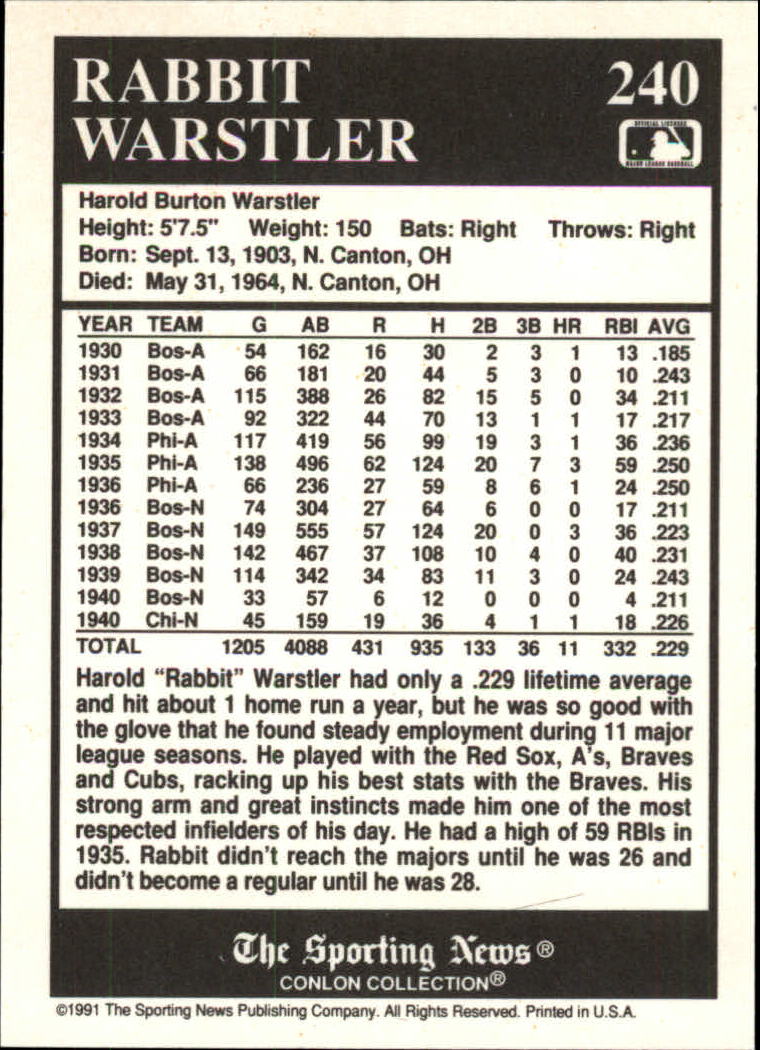 RABBIT 240
WARSTLER
OFFICIAL LICENSEE
MAJOR LEAGUE BASEBALL
Harold Burton Warstler
Height: 5'7.5" Weight: 150 Bats: Right Throws: Right
Born: Sept. 13, 1903, N. Canton, OH
Died: May 31, 1964, N. Canton, OH
YEAR TEAM G AB R H 2B 3B HR RBI AVG
1930 Bos-A 54 162 16 30 2 3 1 13 .185
1931 Bos-A 66 181 20 44 5 3 0 10 .243
1932 Bos-A 115 388 26 82 15 5 0 34 .211
1933 Bos-A 92 322 44 70 13 1 1 17 .217
1934 Phi-A 117 419 56 99 19 3 1 36 .236
1935 Phi-A 138 496 62 124 20 7 3 59 .250
1936 Phi-A 66 236 27 59 8 6 1 24 .250
1936 Bos-N 74 304 27 64 6 0 0 17 .211
1937 Bos-N 149 555 57 124 20 0 3 36 .223
1938 Bos-N 142 467 37 108 10 4 0 40 .231
1939 Bos-N 114 342 34 83 11 3 0 24 .243
1940 Bos-N 33 57 6 12 0 0 0 4 .211
1940 Chi-N 45 159 19 36 4 1 1 18 .226
TOTAL 1205 4088 431 935 133 36 11 332 .229
Harold “Rabbit” Warstler had only a .229 lifetime average
and hit about 1 home run a year, but he was so good with
the glove that he found steady employment during 11 major
league seasons. He played with the Red Sox, A's, Braves
and Cubs, racking up his best stats with the Braves. His
strong arm and great instincts made him one of the most
respected infielders of his day. He had a high of 59 RBIs in
1935. Rabbit didn't reach the majors until he was 26 and
didn't become a regular until he was 28.
The Sporting News®
CONLON COLLECTION®
©1991 The Sporting News Publishing Company. All Rights Reserved. Printed in U.S.A.